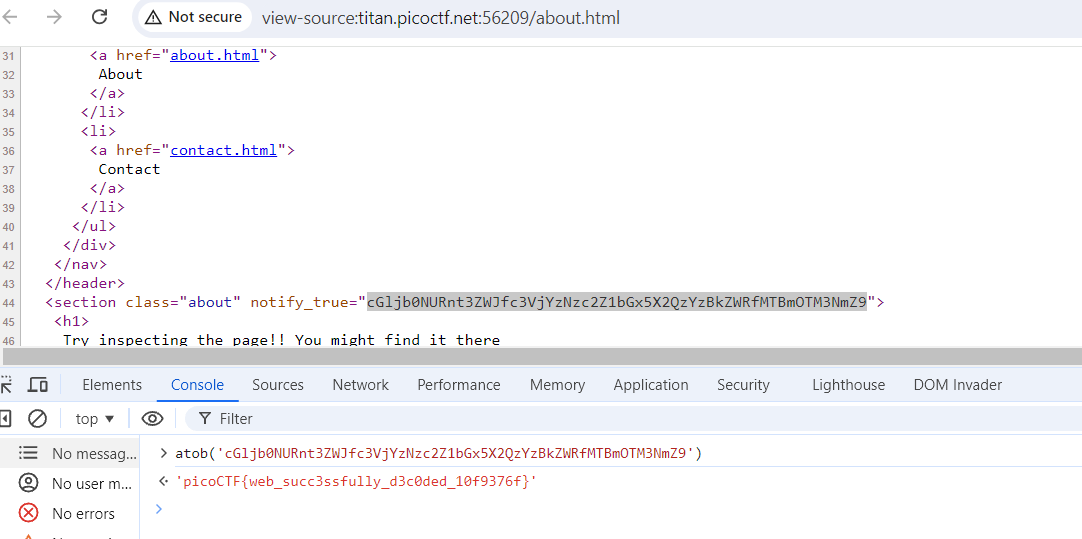 Not secure view-source:titan.picoctf.net:56209/about.html
31 <a href="about.html">
32 About
33 </a>
34 </li>
35 <li>
36 <a href="contact.html">
37 Contact
38 </a>
39 </li>
40 </ul>
41 </div>
42 </nav>
43 </header>
44 <section class="about" notify_true="cGljb0NURnt3ZWJfc3VjYzNzc2Z1bGx5X2QzYzBkZWRfMTBmOTM3NmZ9">
45 <h1>
46 Try inspecting the page!! You might find it there
Elements Console Sources Network Performance Memory Application Security Lighthouse DOM Invader
top ▼ Filter
No messag... > atob('cGljb0NURnt3ZWJfc3VjYzNzc2Z1bGx5X2QzYzBkZWRfMTBmOTM3NmZ9')
No user m... 'picoCTF{web_succ3ssfully_d3c0ded_10f9376f}'
No errors >